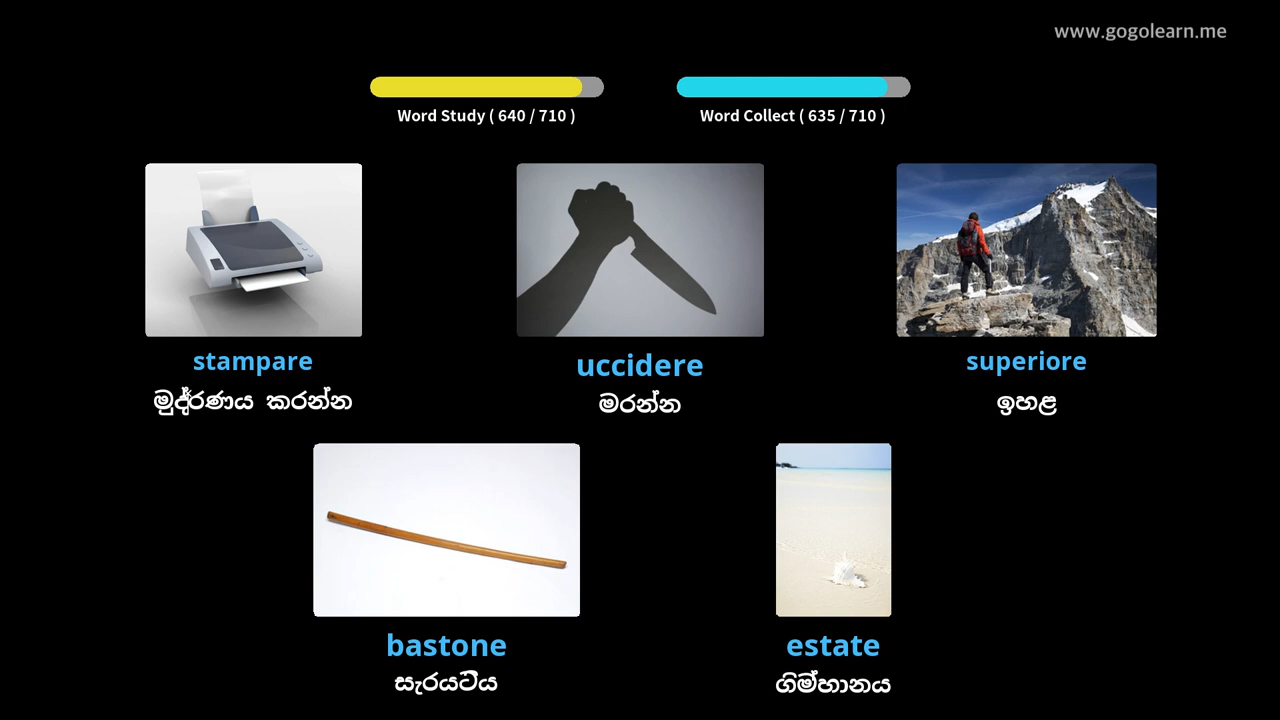 www.gogolearn.me
Word Study ( 640 / 710 )
Word Collect ( 635 / 710 )
stampare
uccidere
superiore
මුද්රණය කරන්න
මරන්න
ඉහළ
bastone
estate
සැරයටිය
ගිම්හානය